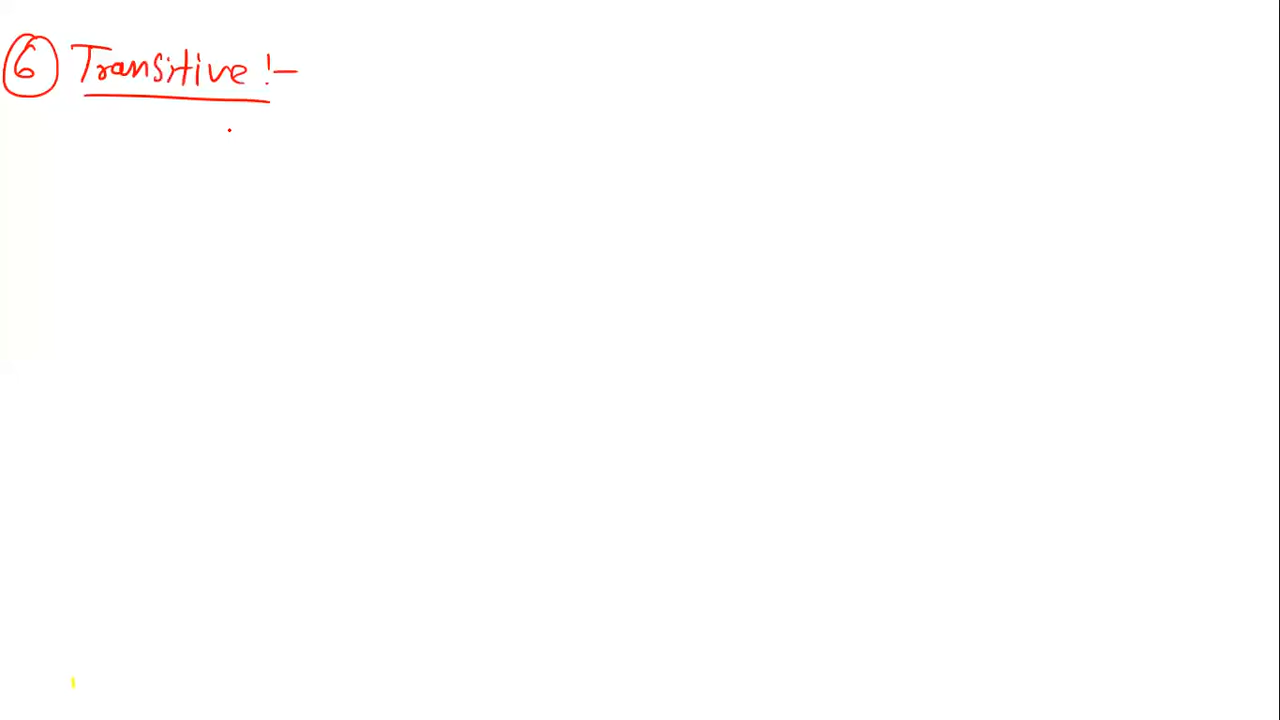 ⑥ Transitive :-